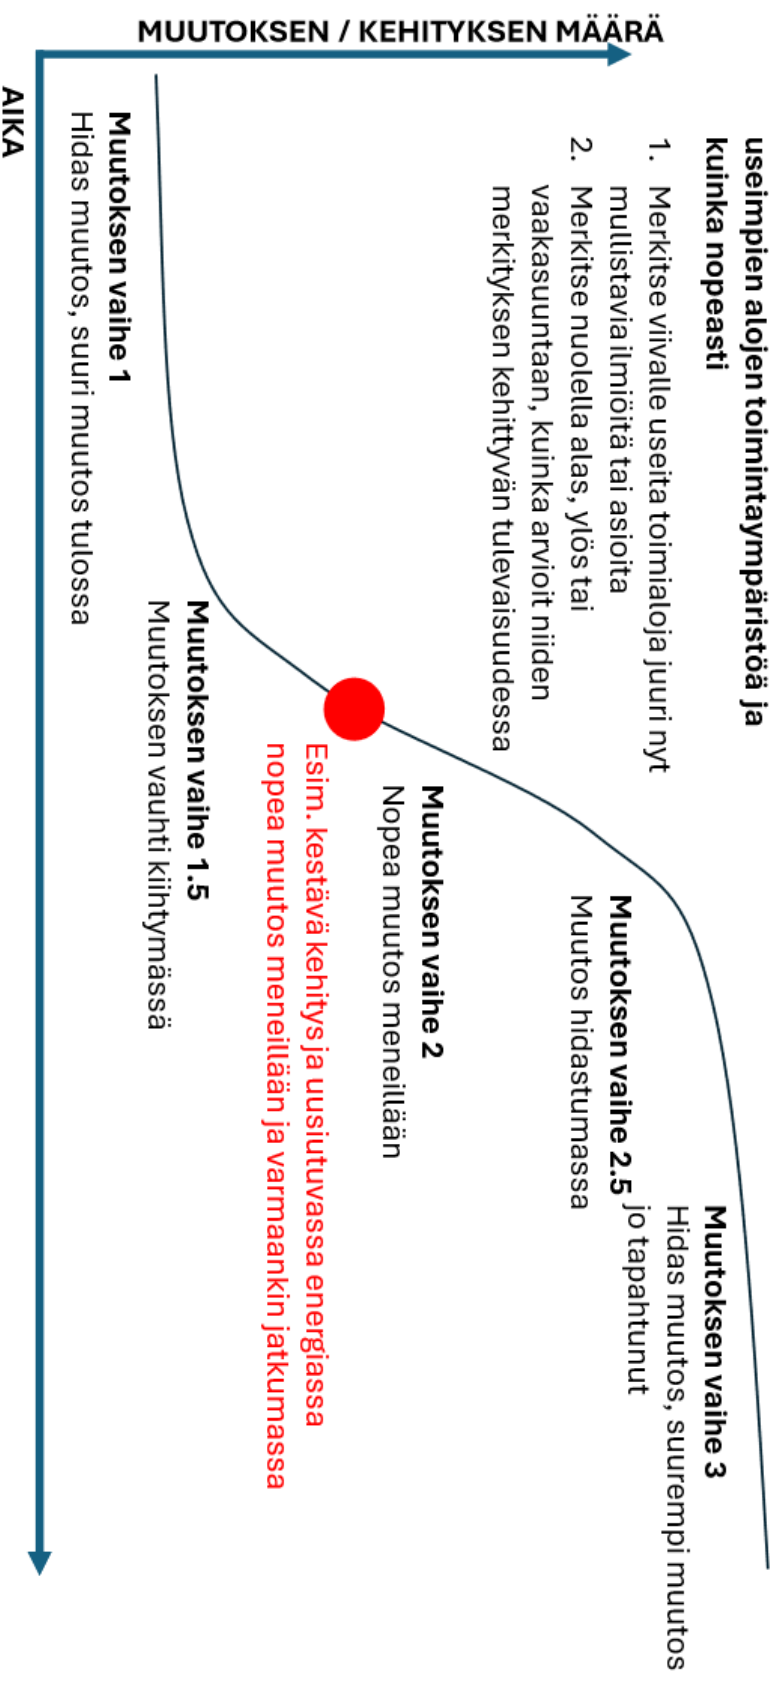 MUUTOKSEN / KEHITYKSEN MÄÄRÄ
useimpien alojen toimintaympäristöä ja
kuinka nopeasti
1. Merkitse viivalle useita toimialoja juuri nyt
mullistavia ilmiöitä tai asioita
2. Merkitse nuolella alas, ylös tai
vaakasuuntaan, kuinka arvioit niiden
merkityksen kehittyvän tulevaisuudessa
Muutoksen vaihe 3
Hidas muutos, suurempi muutos
jo tapahtunut
Muutoksen vaihe 2.5
Muutos hidastumassa
Muutoksen vaihe 2
Nopea muutos meneillään
Esim. kestävä kehitys ja uusiutuvassa energiassa
nopea muutos meneillään ja varmaankin jatkumassa
Muutoksen vaihe 1.5
Muutoksen vauhti kiihtymässä
Muutoksen vaihe 1
Hidas muutos, suuri muutos tulossa
AIKA